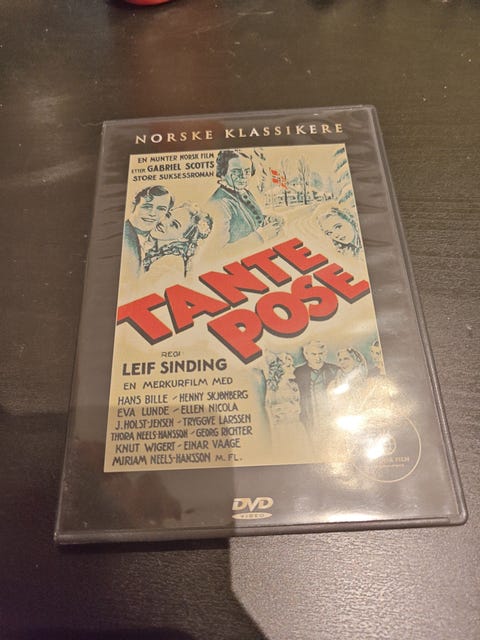 NORSKE KLASSIKERE
EN MUNTER NORSK FILM
ETTER GABRIEL SCOTTS
STORE SUKSESSROMAN
TANTE
POSE
REGI
LEIF SINDING
EN MERKURFILM MED
HANS BILLE - HENNY SKJØNBERG
EVA LUNDE - ELLEN NICOLA
J. HOLST-JENSEN - TRYGGVE LARSSEN
THORA NEELS-HANSSON - GEORG RICHTER
KNUT WIGERT - EINAR VAAGE
MIRIAM NEELS-HANSSON M. FL.
FILM
DVD
VIDEO